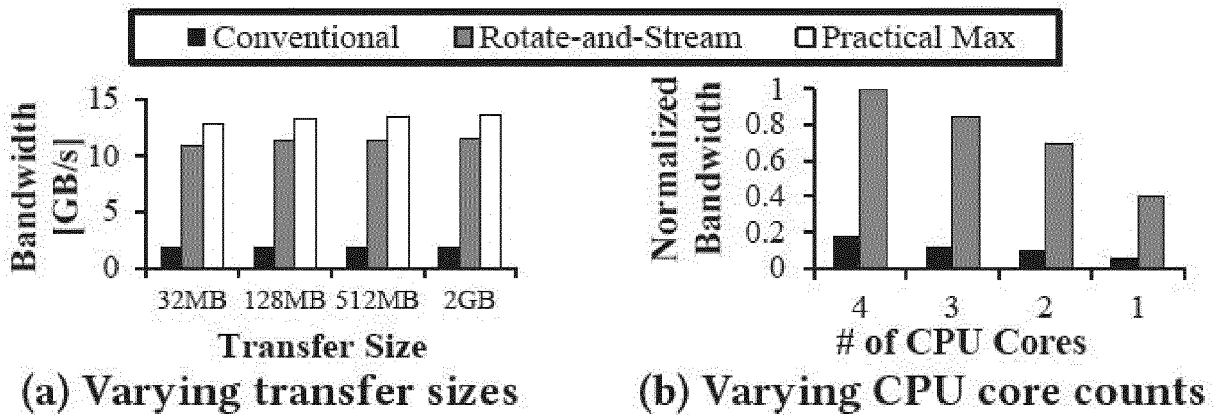 Conventional Rotate-and-Stream Practical Max
Bandwidth
[GB/s]
15
10
5
0
32MB 128MB 512MB 2GB
Transfer Size
(a) Varying transfer sizes
Normalized
Bandwidth
1
0.8
0.6
0.4
0.2
0
4 3 2 1
# of CPU Cores
(b) Varying CPU core counts